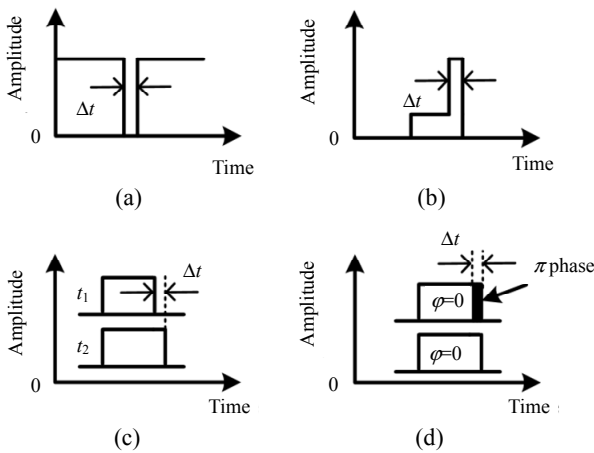 Amplitude
Δt
0
Time
(a)
Amplitude
Δt
0
Time
(b)
Amplitude
t1
Δt
t2
0
Time
(c)
Δt
π phase
Amplitude
φ=0
φ=0
0
Time
(d)